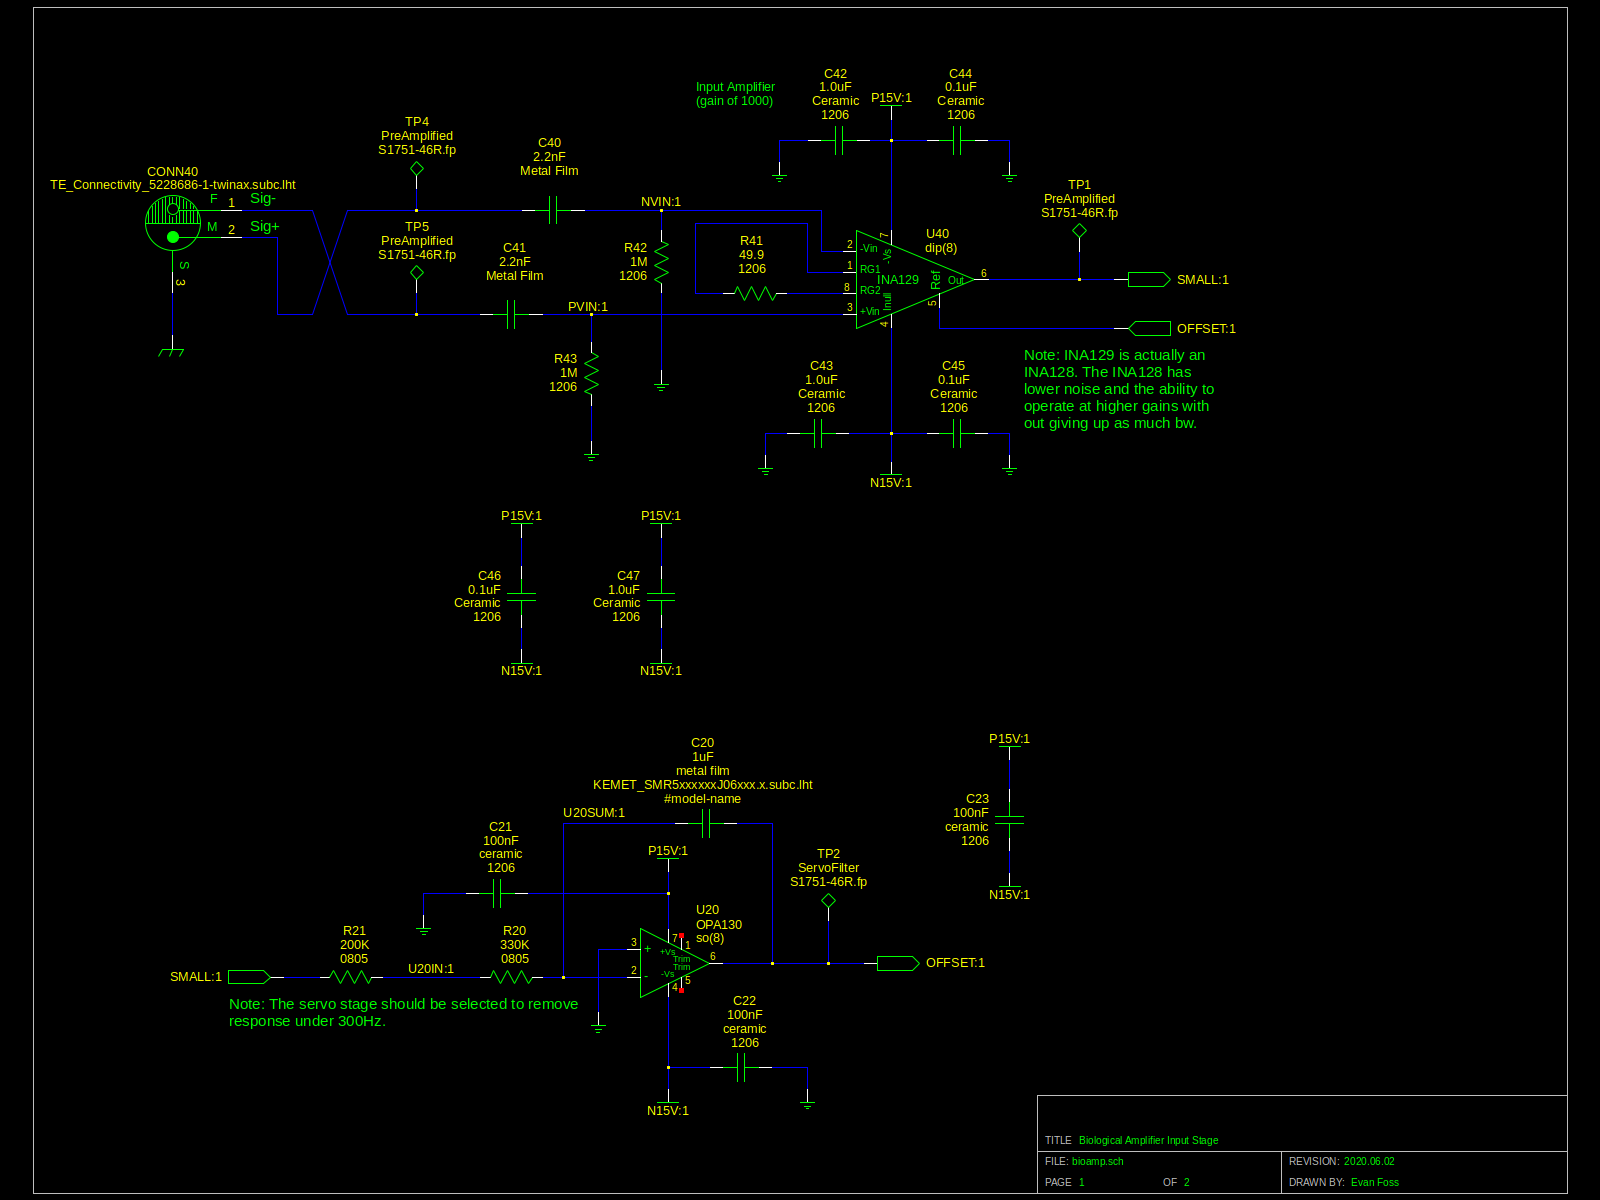 Input Amplifier
(gain of 1000)
C42
1.0uF
Ceramic
1206
P15V:1
C44
0.1uF
Ceramic
1206
TP4
PreAmplified
S1751-46R.fp
C40
2.2nF
Metal Film
CONN40
TE_Connectivity_5228686-1-twinax.subc.lht
F
1
Sig-
M
2
Sig+
S
3
TP5
PreAmplified
S1751-46R.fp
C41
2.2nF
Metal Film
NVIN:1
R42
1M
1206
PVIN:1
R43
1M
1206
R41
49.9
1206
U40
dip(8)
2
-Vin
1
RG1
8
RG2
3
+Vin
7
-Vs
INA129
Inull
4
Ref
5
Out
6
TP1
PreAmplified
S1751-46R.fp
SMALL:1
OFFSET:1
Note: INA129 is actually an
INA128. The INA128 has
lower noise and the ability to
operate at higher gains with
out giving up as much bw.
C43
1.0uF
Ceramic
1206
C45
0.1uF
Ceramic
1206
N15V:1
P15V:1
C46
0.1uF
Ceramic
1206
N15V:1
P15V:1
C47
1.0uF
Ceramic
1206
N15V:1
C20
1uF
metal film
KEMET_SMR5xxxxxxJ06xxx.x.subc.lht
#model-name
U20SUM:1
C21
100nF
ceramic
1206
P15V:1
U20
OPA130
so(8)
3
+
2
-
7
+Vs
1
Trim
Trim
-Vs
4
5
6
TP2
ServoFilter
S1751-46R.fp
OFFSET:1
P15V:1
C23
100nF
ceramic
1206
N15V:1
R21
200K
0805
R20
330K
0805
SMALL:1
U20IN:1
Note: The servo stage should be selected to remove
response under 300Hz.
C22
100nF
ceramic
1206
N15V:1
TITLE Biological Amplifier Input Stage
FILE: bioamp.sch
REVISION: 2020.06.02
PAGE 1 OF 2
DRAWN BY: Evan Foss